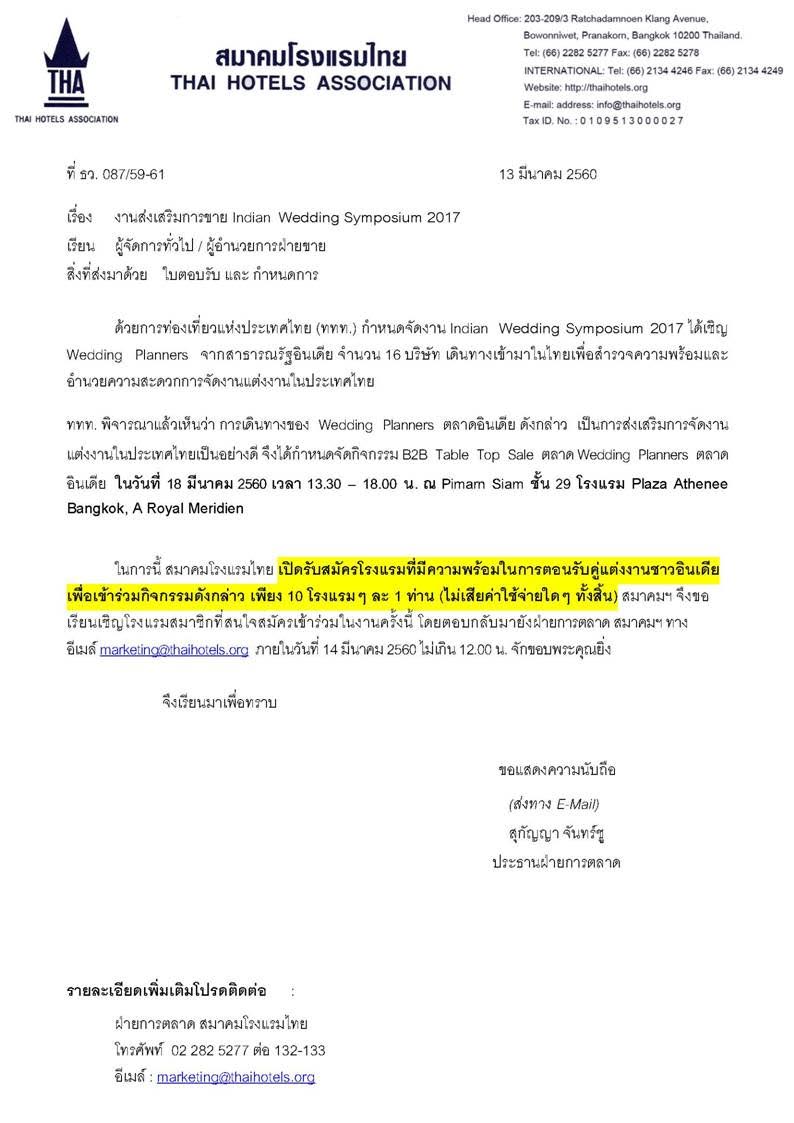 THA
THAI HOTELS ASSOCIATION
สมาคมโรงแรมไทย
THAI HOTELS ASSOCIATION
Head Office: 203-209/3 Ratchadamnoen Klang Avenue,
Bowonniwet, Pranakorn, Bangkok 10200 Thailand.
Tel: (66) 2282 5277 Fax: (66) 2282 5278
INTERNATIONAL: Tel: (66) 2134 4246 Fax: (66) 2134 4249
Website: http://thaihotels.org
E-mail: address: info@thaihotels.org
Tax ID. No. : 0 1 0 9 5 1 3 0 0 0 0 2 7
ที่ ธว. 087/59-61 13 มีนาคม 2560
เรื่อง งานส่งเสริมการขาย Indian Wedding Symposium 2017
เรียน ผู้จัดการทั่วไป / ผู้อำนวยการฝ่ายขาย
สิ่งที่ส่งมาด้วย ใบตอบรับ และ กำหนดการ
ด้วยการท่องเที่ยวแห่งประเทศไทย (ททท.) กำหนดจัดงาน Indian Wedding Symposium 2017 ได้เชิญ
Wedding Planners จากสาธารณรัฐอินเดีย จำนวน 16 บริษัท เดินทางเข้ามาในไทยเพื่อสำรวจความพร้อมและ
อำนวยความสะดวกการจัดงานแต่งงานในประเทศไทย
ททท. พิจารณาแล้วเห็นว่า การเดินทางของ Wedding Planners ตลาดอินเดีย ดังกล่าว เป็นการส่งเสริมการจัดงาน
แต่งงานในประเทศไทยเป็นอย่างดี จึงได้กำหนดจัดกิจกรรม B2B Table Top Sale ตลาด Wedding Planners ตลาด
อินเดีย ในวันที่ 18 มีนาคม 2560 เวลา 13.30 – 18.00 น. ณ Pimarn Siam ชั้น 29 โรงแรม Plaza Athenee
Bangkok, A Royal Meridien
ในการนี้ สมาคมโรงแรมไทย เปิดรับสมัครโรงแรมที่มีความพร้อมในการตอนรับคู่แต่งงานชาวอินเดีย
เพื่อเข้าร่วมกิจกรรมดังกล่าว เพียง 10 โรงแรมๆ ละ 1 ท่าน (ไม่เสียค่าใช้จ่ายใดๆ ทั้งสิ้น) สมาคมฯ จึงขอ
เรียนเชิญโรงแรมสมาชิกที่สนใจสมัครเข้าร่วมในงานครั้งนี้ โดยตอบกลับมายังฝ่ายการตลาด สมาคมฯ ทาง
อีเมล์ marketing@thaihotels.org ภายในวันที่ 14 มีนาคม 2560 ไม่เกิน 12.00 น. จักขอบพระคุณยิ่ง
จึงเรียนมาเพื่อทราบ
ขอแสดงความนับถือ
(ส่งทาง E-Mail)
สุกัญญา จันทร์ชู
ประธานฝ่ายการตลาด
รายละเอียดเพิ่มเติมโปรดติดต่อ :
ฝ่ายการตลาด สมาคมโรงแรมไทย
โทรศัพท์ 02 282 5277 ต่อ 132-133
อีเมล์ : marketing@thaihotels.org